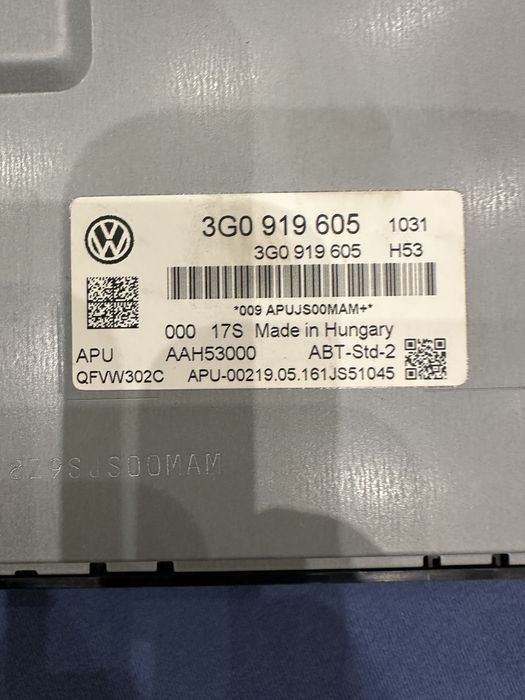 3G0 919 605 1031
3G0 919 605 H53
*009 APUJS00MAM+*
000 17S Made in Hungary
APU AAH53000 ABT-Std-2
QFVW302C APU-00219.05.161JS51045